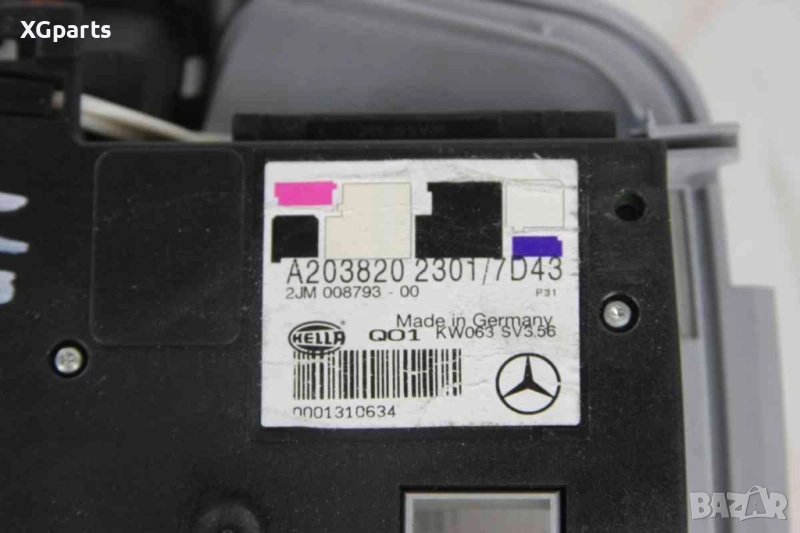 XGparts
A203820 2301/7D43
2JM 008793 - 00
P31
Made in Germany
HELLA Q01 KW063 SV3.56
0001310634
BAZAR